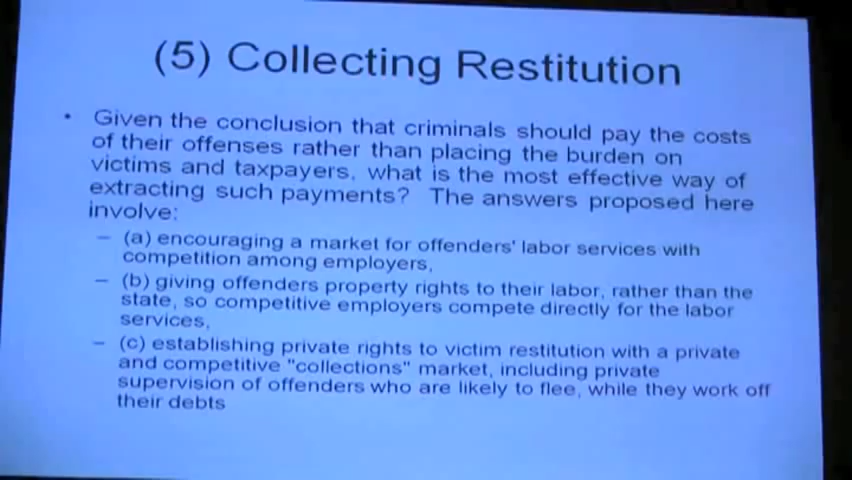 (5) Collecting Restitution
• Given the conclusion that criminals should pay the costs
of their offenses rather than placing the burden on
victims and taxpayers, what is the most effective way of
extracting such payments? The answers proposed here
involve:
– (a) encouraging a market for offenders' labor services with
competition among employers,
– (b) giving offenders property rights to their labor, rather than the
state, so competitive employers compete directly for the labor
services,
– (c) establishing private rights to victim restitution with a private
and competitive "collections" market, including private
supervision of offenders who are likely to flee, while they work off
their debts